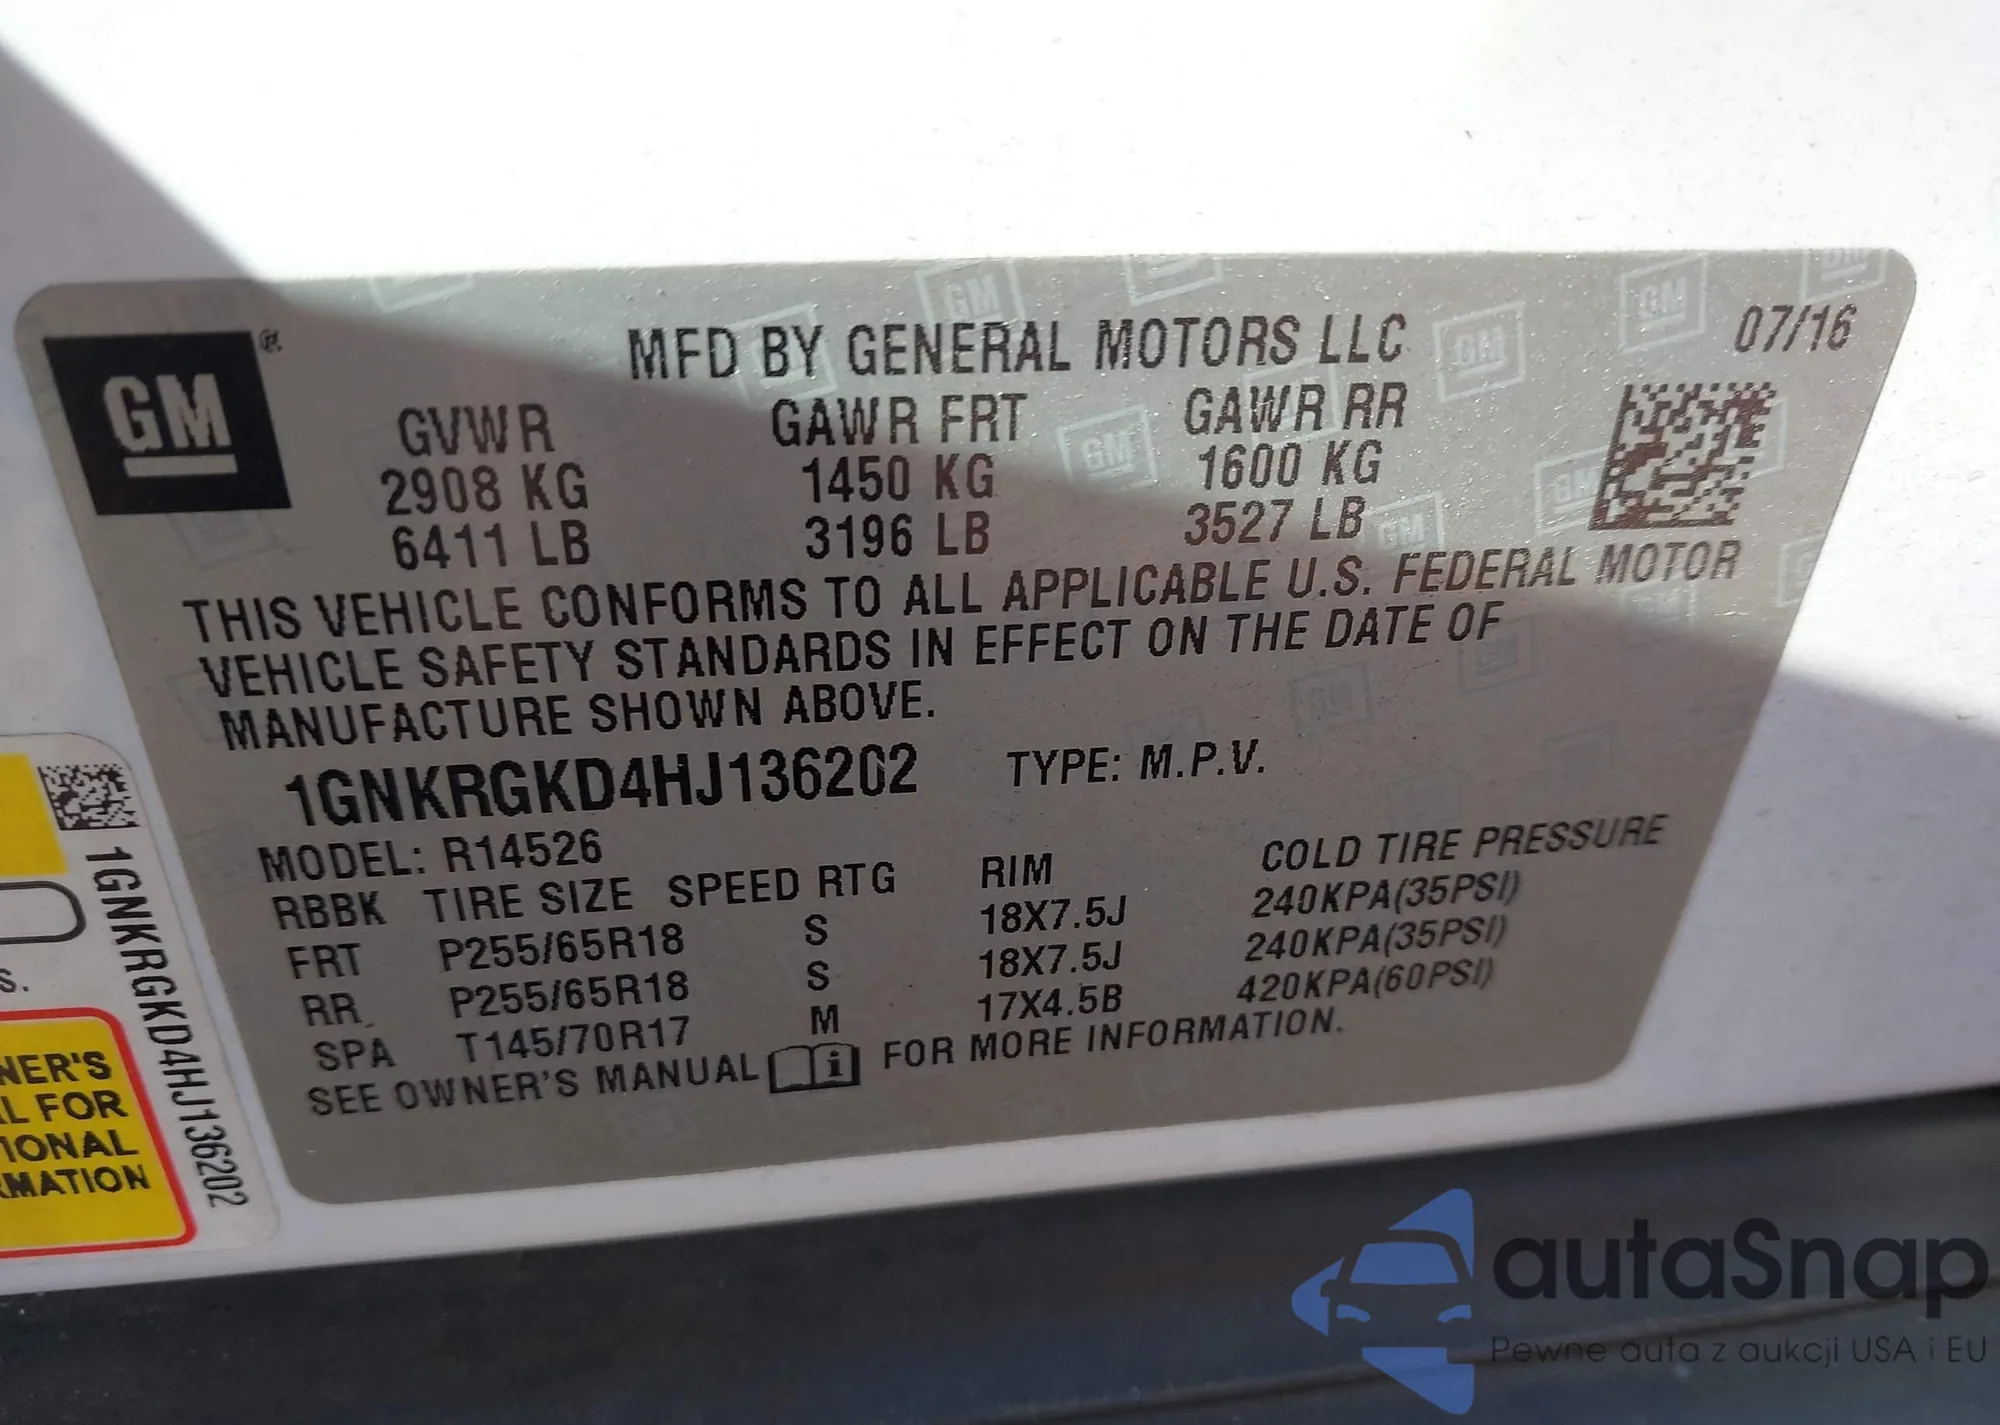 GM
MFD BY GENERAL MOTORS LLC
07/16
GVWR GAWR FRT GAWR RR
2908 KG 1450 KG 1600 KG
6411 LB 3196 LB 3527 LB
THIS VEHICLE CONFORMS TO ALL APPLICABLE U.S. FEDERAL MOTOR
VEHICLE SAFETY STANDARDS IN EFFECT ON THE DATE OF
MANUFACTURE SHOWN ABOVE.
1GNKRGKD4HJ136202 TYPE: M.P.V.
MODEL: R14526
RBBK TIRE SIZE SPEED RTG RIM COLD TIRE PRESSURE
FRT P255/65R18 S 18X7.5J 240KPA(35PSI)
RR P255/65R18 S 18X7.5J 240KPA(35PSI)
SPA T145/70R17 M 17X4.5B 420KPA(60PSI)
SEE OWNER'S MANUAL i FOR MORE INFORMATION.
1GNKRGKD4HJ136202
S.
NER'S
L FOR
IONAL
RMATION
autaSnap
Pewne auta z aukcji USA i EU